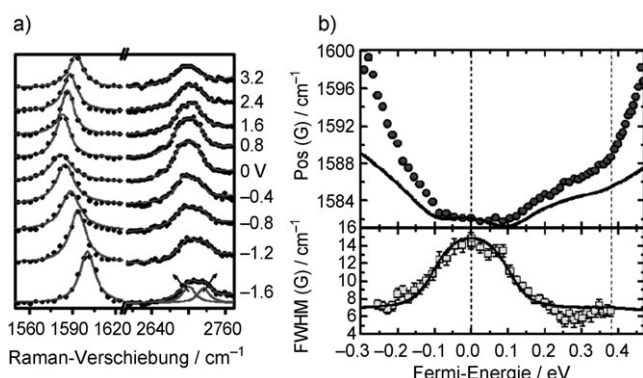 a)
3.2
2.4
1.6
0.8
0 V
−0.4
−0.8
−1.2
−1.6
1560 1590 1620 2640 2760
Raman-Verschiebung / cm⁻¹
b)
1600
1596
1592
1588
1584
Pos (G) / cm⁻¹
16
14
12
10
8
6
4
FWHM (G) / cm⁻¹
−0.3 −0.2 −0.1 0.0 0.1 0.2 0.3 0.4
Fermi-Energie / eV